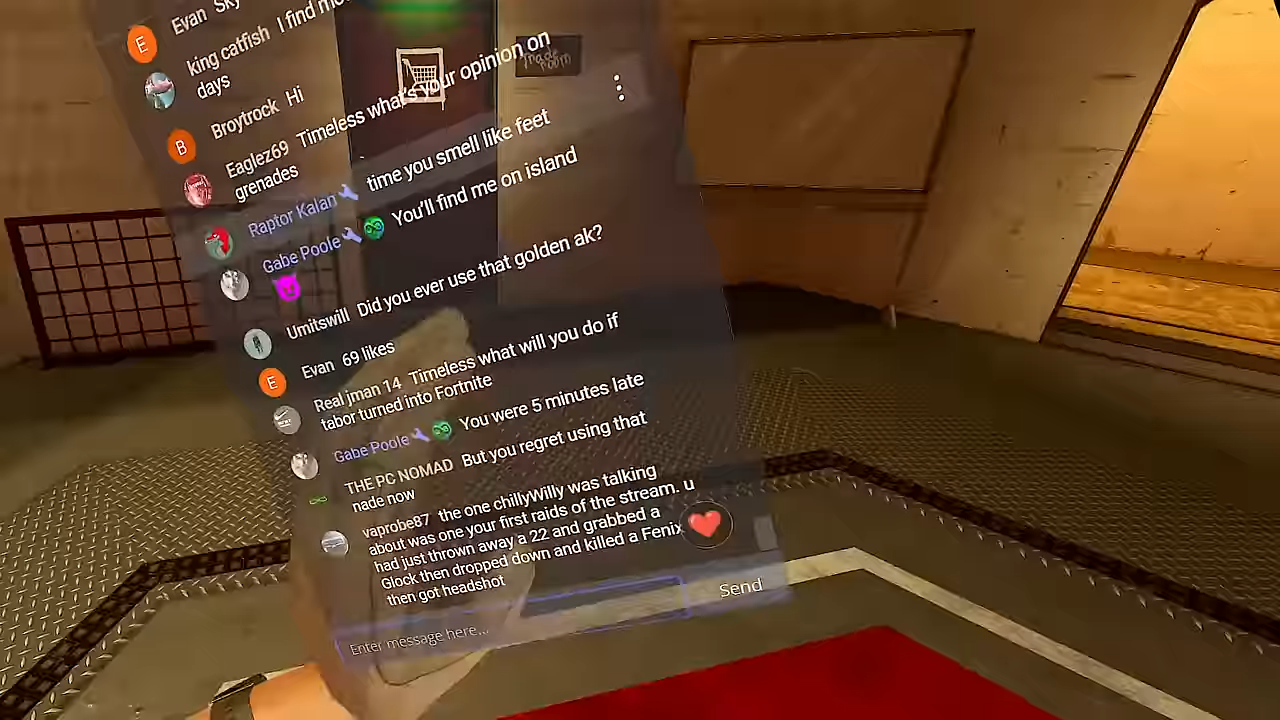 Evan Sky
king catfish I find
days
Broytrock Hi
Eaglez69 Timeless what's your opinion on
grenades
Raptor Kalan time you smell like feet
Gabe Poole You'll find me on island
😈
Umitswill Did you ever use that golden ak?
Evan 69 likes
Real jman 14 Timeless what will you do if
tabor turned into Fortnite
Gabe Poole You were 5 minutes late
THE PC NOMAD But you regret using that
nade now
vaprobe87 the one chillyWilly was talking
about was one your first raids of the stream. u
had just thrown away a 22 and grabbed a
Glock then dropped down and killed a Fenix
then got headshot
Enter message here...
Send
Trade
room
E
B
E